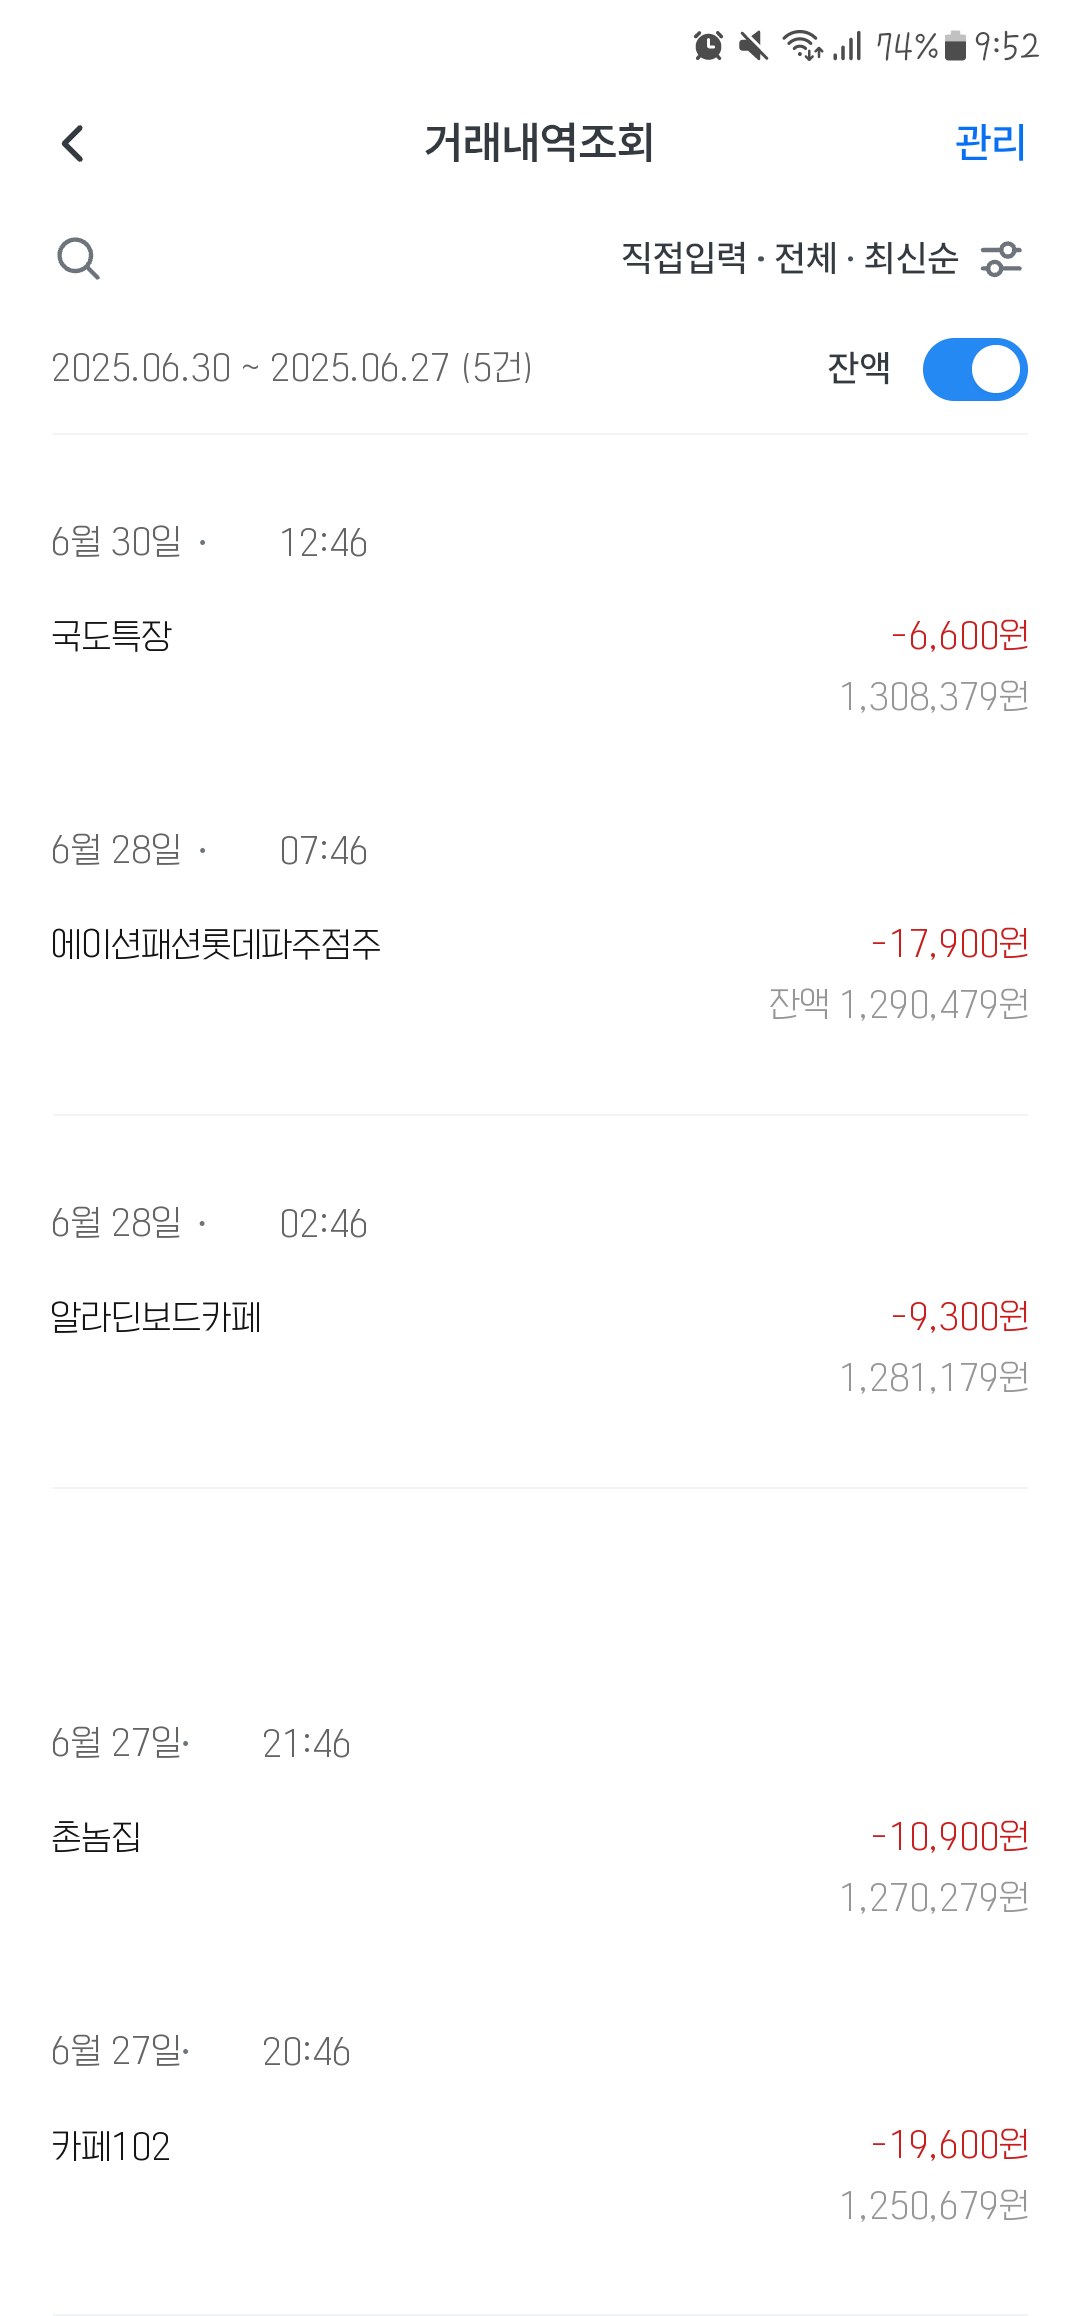 74% 9:52
거래내역조회 관리
직접입력 · 전체 · 최신순
2025.06.30 ~ 2025.06.27 (5건) 잔액
6월 30일 · 12:46
국도특장 -6,600원
1,308,379원
6월 28일 · 07:46
에이션패션롯데파주점주 -17,900원
잔액 1,290,479원
6월 28일 · 02:46
알라딘보드카페 -9,300원
1,281,179원
6월 27일· 21:46
촌놈집 -10,900원
1,270,279원
6월 27일· 20:46
카페102 -19,600원
1,250,679원